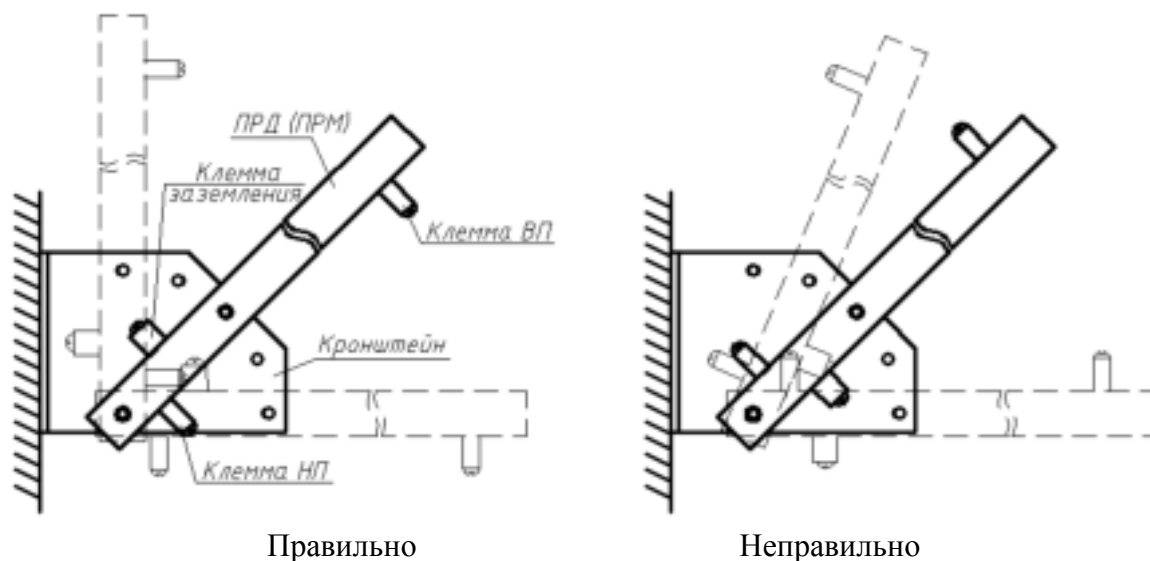 ПРД (ПРМ)
Клемма
заземления
Клемма ВП
Кронштейн
Клемма НП
Правильно
Неправильно